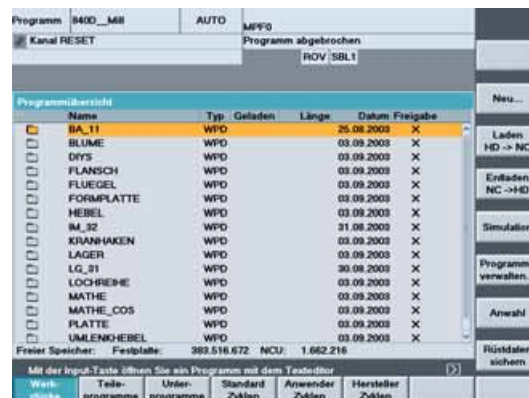 Programm 840D__Mill AUTO MPF0
Kanal RESET Programm abgebrochen
ROV SBL1
Programmübersicht
Name Typ Geladen Länge Datum Freigabe
BA_11 WPD 25.08.2003 X
BLUME WPD 03.09.2003 X
DIYS WPD 03.09.2003 X
FLANSCH WPD 03.09.2003 X
FLUEGEL WPD 03.09.2003 X
FORMPLATTE WPD 03.09.2003 X
HEBEL WPD 03.09.2003 X
IM_32 WPD 31.08.2003 X
KRANHAKEN WPD 03.09.2003 X
LAGER WPD 03.09.2003 X
LG_31 WPD 30.08.2003 X
LOCHREIHE WPD 03.09.2003 X
MATHE WPD 03.09.2003 X
MATHE_COS WPD 03.09.2003 X
PLATTE WPD 03.09.2003 X
UMLENKHEBEL WPD 03.09.2003 X
Freier Speicher: Festplatte: 383.516.672 NCU: 1.662.216
Mit der Input-Taste öffnen Sie ein Programm mit dem Texteditor
Werk-
stücke
Teile-
programme
Unter-
programme
Standard
Zyklen
Anwender
Zyklen
Hersteller
Zyklen
Neu...
Laden
HD -> NC
Entladen
NC ->HD
Simulation
Programm
verwalten.
Anwahl
Rüstdaten
sichern